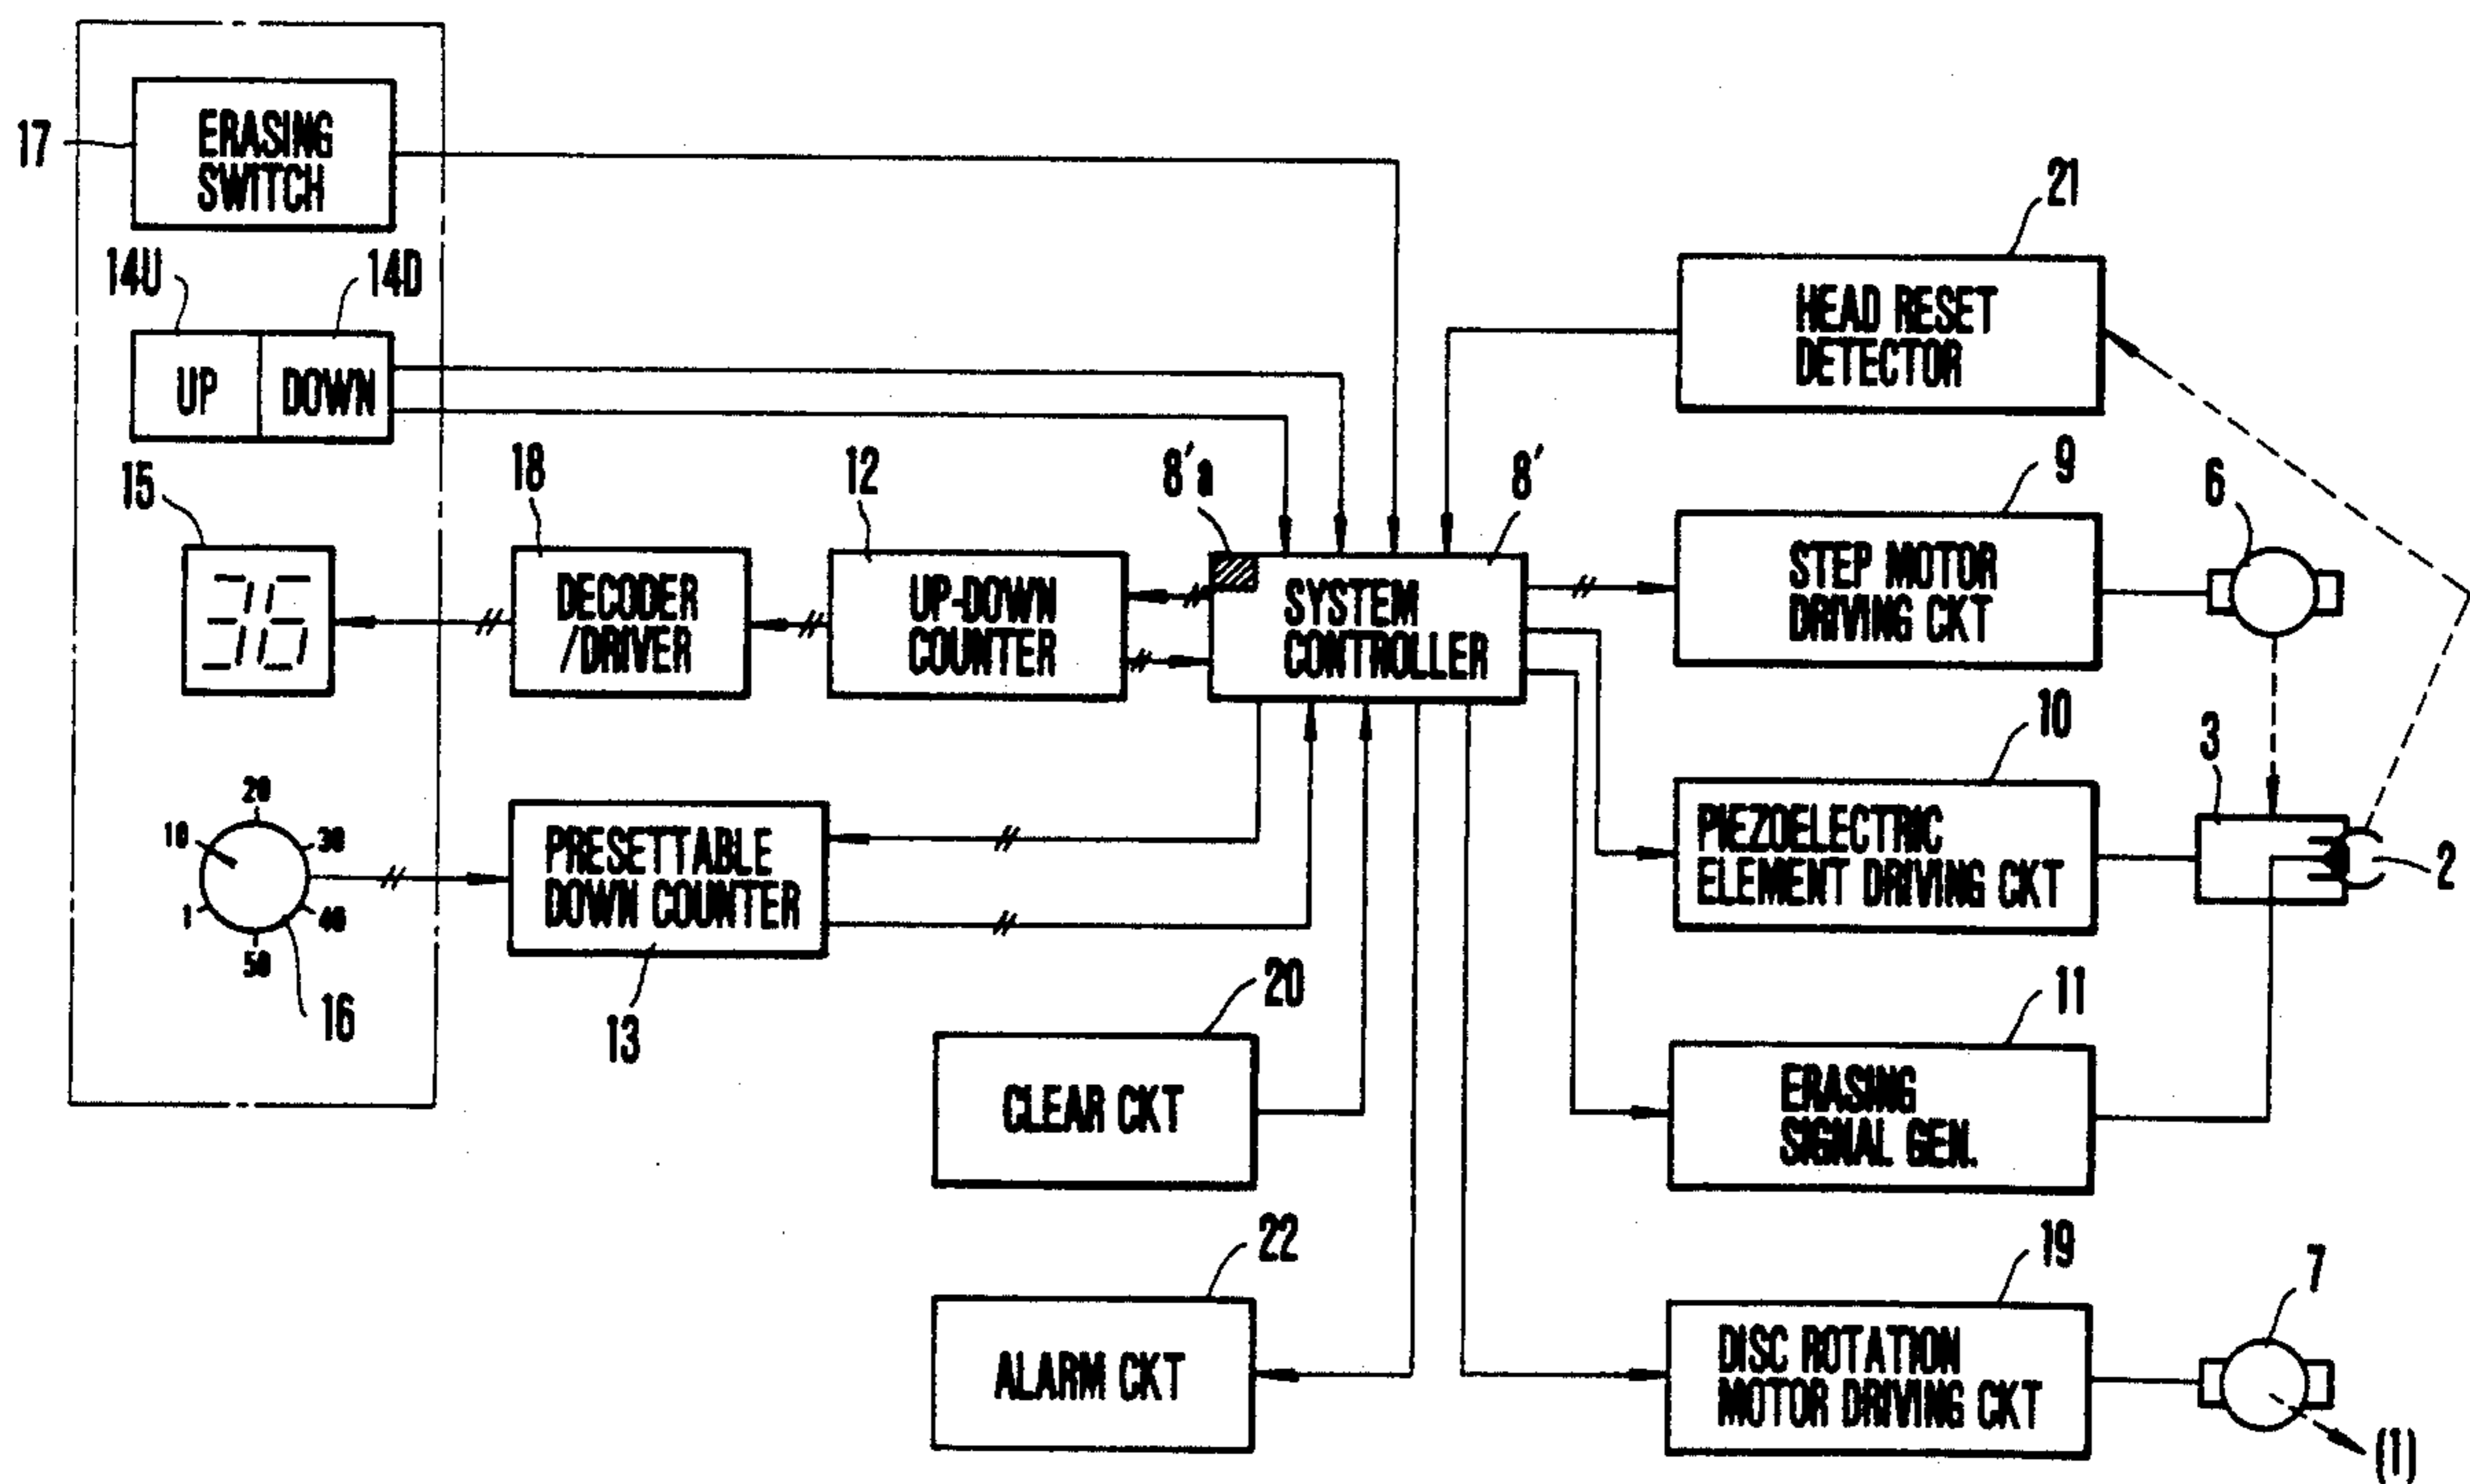 17
ERASING
SWITCH
14U
14D
UP
DOWN
15
36
18
DECODER
/DRIVER
12
UP-DOWN
COUNTER
8'a
8'
SYSTEM
CONTROLLER
21
HEAD RESET
DETECTOR
9
STEP MOTOR
DRIVING CKT
6
10
PIEZOELECTRIC
ELEMENT DRIVING CKT
3
2
10
20
30
1
40
50
16
PRESETTABLE
DOWN COUNTER
13
20
CLEAR CKT
11
ERASING
SIGNAL GEN.
22
ALARM CKT
19
DISC ROTATION
MOTOR DRIVING CKT
7
(1)